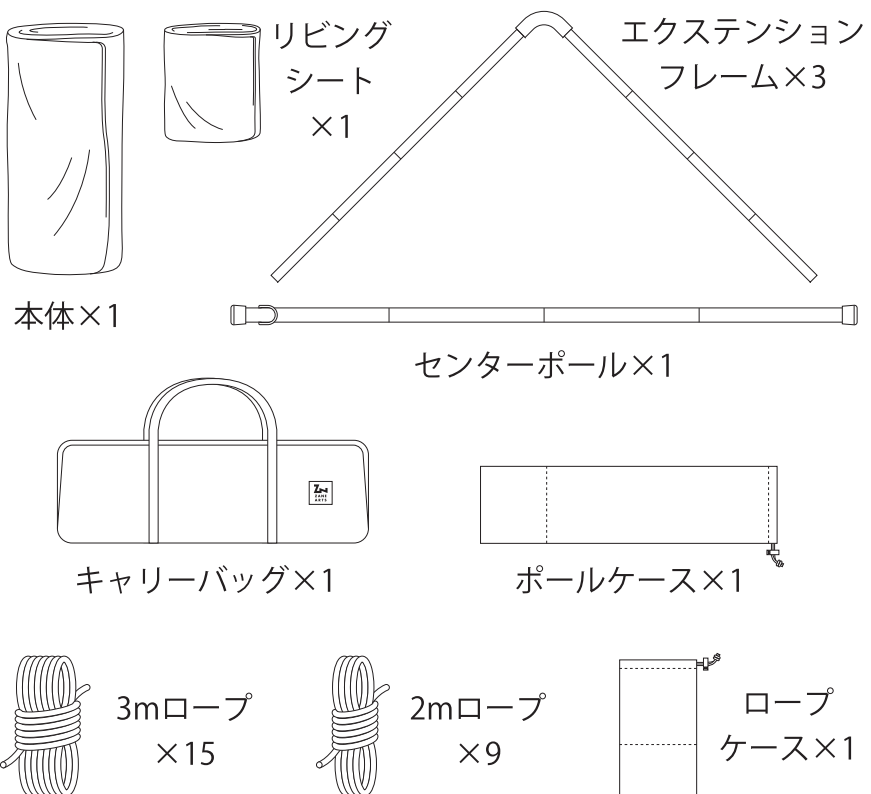 リビング
シート
×1
エクステンション
フレーム×3
本体×1
センターポール×1
ZANE
ARTS
キャリーバッグ×1
ポールケース×1
3mロープ
×15
2mロープ
×9
ロープ
ケース×1